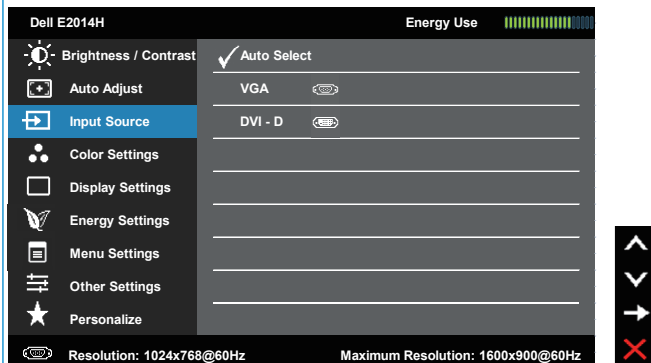 Dell E2014H
Energy Use
Brightness / Contrast
Auto Adjust
Input Source
Color Settings
Display Settings
Energy Settings
Menu Settings
Other Settings
Personalize
Auto Select
VGA
DVI - D
Resolution: 1024x768@60Hz
Maximum Resolution: 1600x900@60Hz